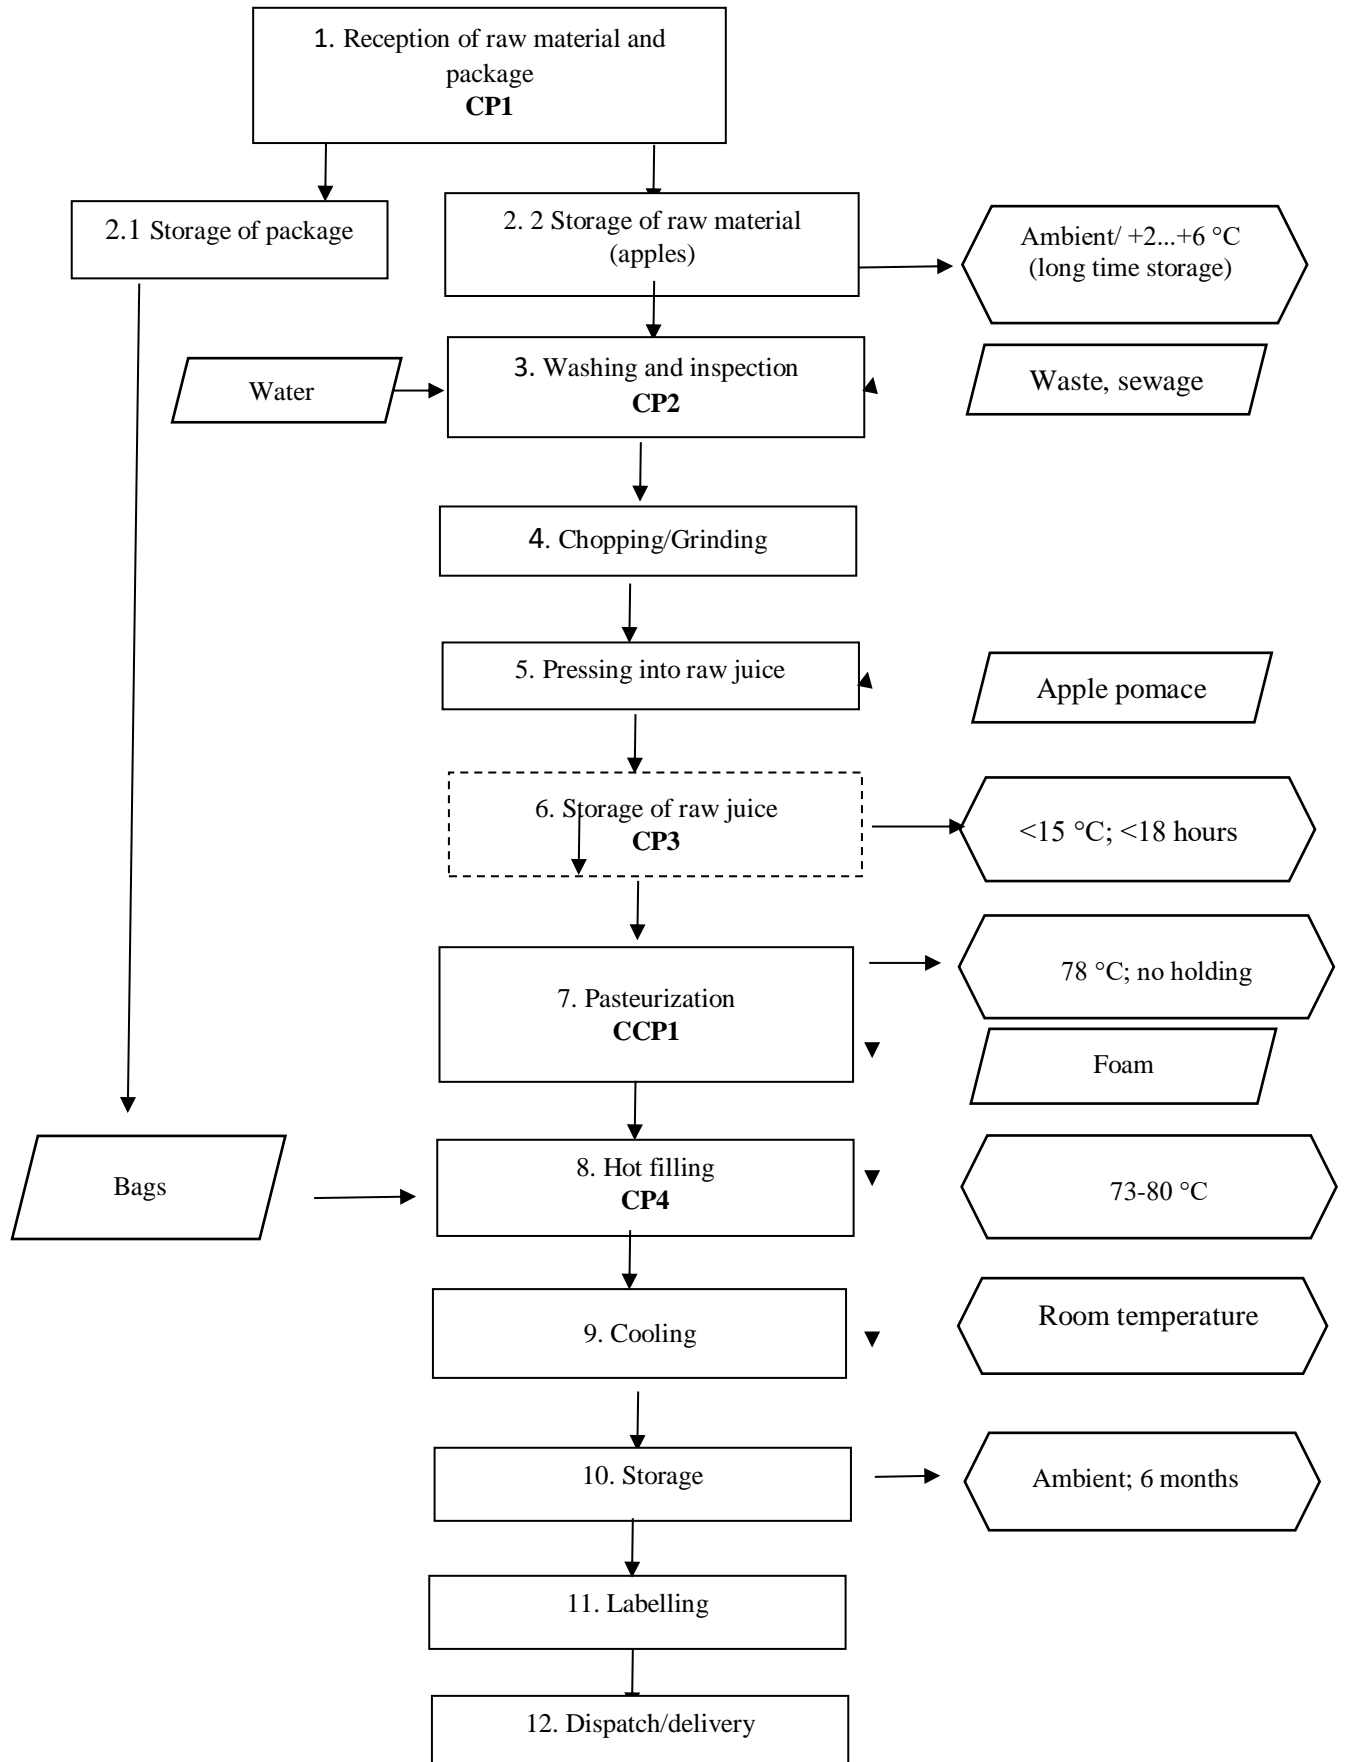 1. Reception of raw material and
package
CP1
2.1 Storage of package
2. 2 Storage of raw material
(apples)
Ambient/ +2...+6 °C
(long time storage)
Water
3. Washing and inspection
CP2
Waste, sewage
4. Chopping/Grinding
5. Pressing into raw juice
Apple pomace
6. Storage of raw juice
CP3
<15 °C; <18 hours
7. Pasteurization
CCP1
78 °C; no holding
Foam
Bags
8. Hot filling
CP4
73-80 °C
9. Cooling
Room temperature
10. Storage
Ambient; 6 months
11. Labelling
12. Dispatch/delivery